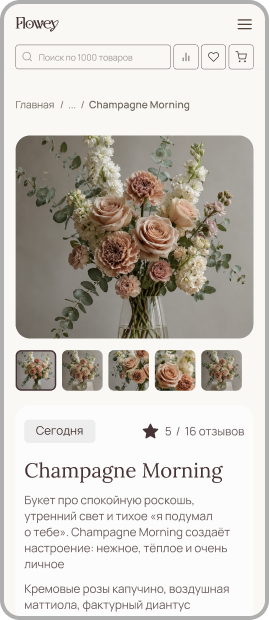 Flowey
Поиск по 1000 товаров
Главная / ... / Champagne Morning
Сегодня
5 / 16 отзывов
Champagne Morning
Букет про спокойную роскошь,
утренний свет и тихое «я подумал
о тебе». Champagne Morning создаёт
настроение: нежное, тёплое и очень
личное
Кремовые розы капучино, воздушная
маттиола, фактурный диантус